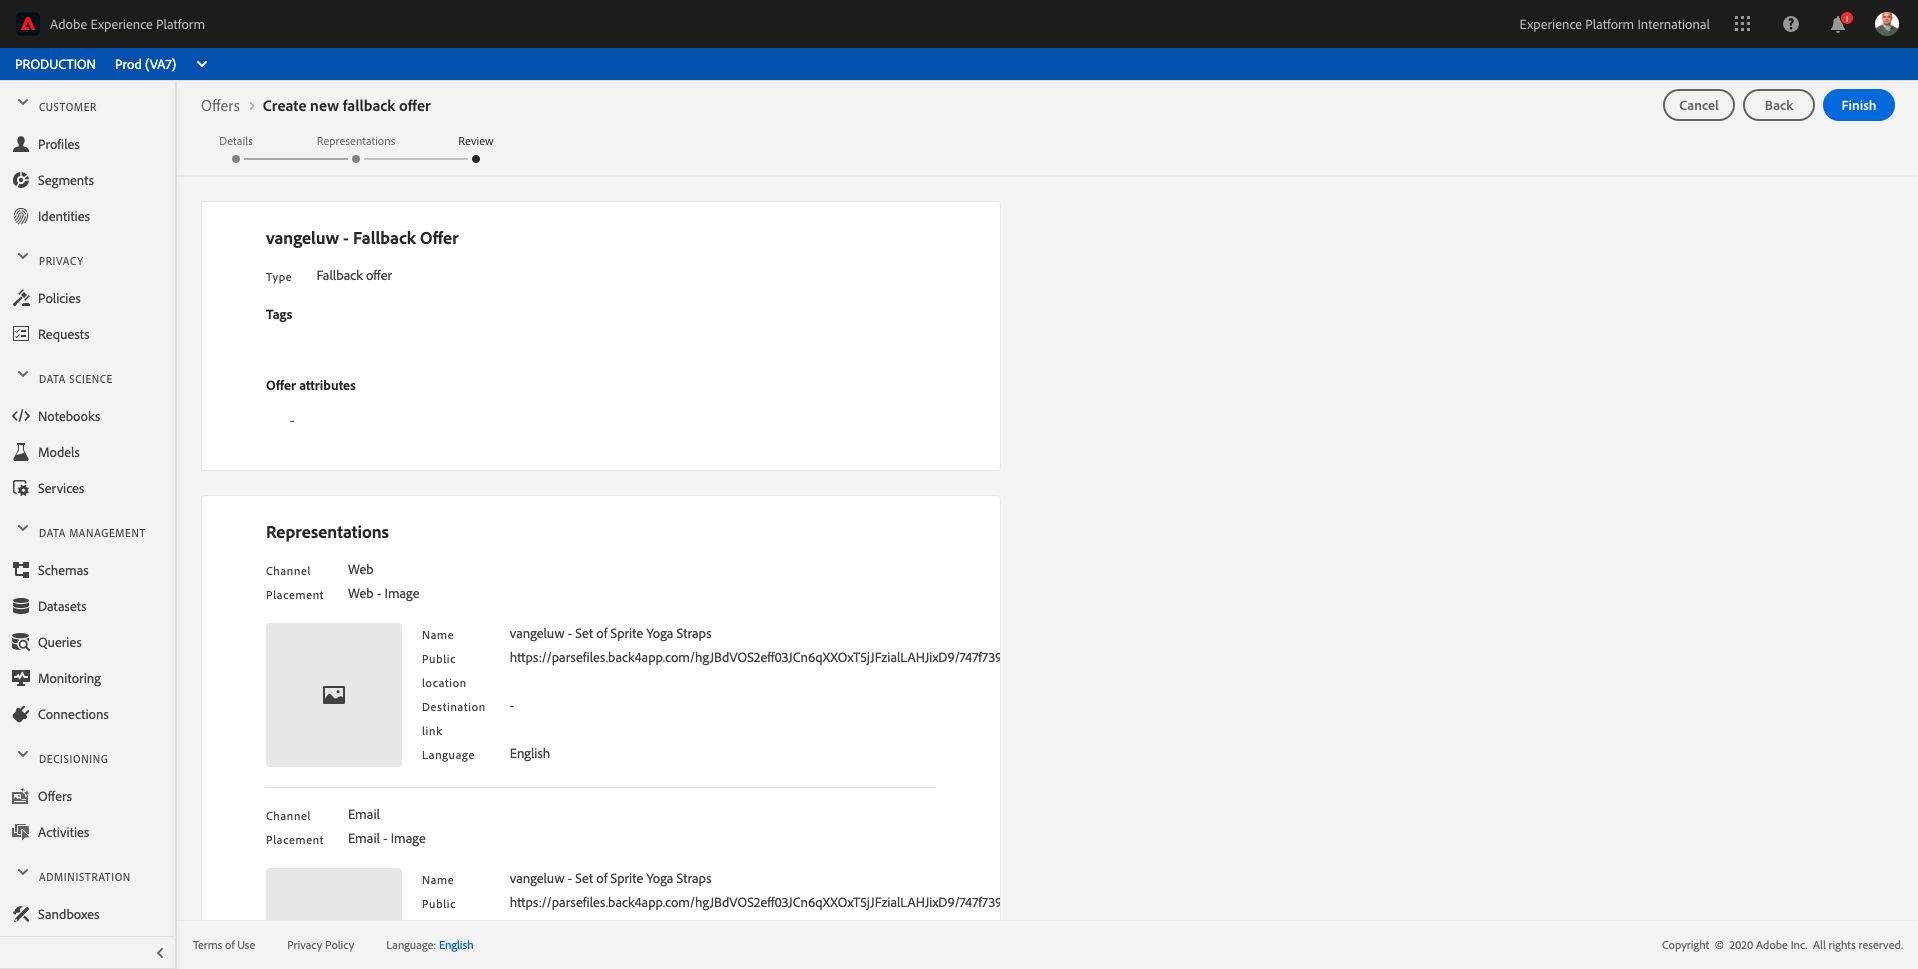 Adobe Experience Platform
Experience Platform International
1
PRODUCTION Prod (VA7)
CUSTOMER
Profiles
Segments
Identities
PRIVACY
Policies
Requests
DATA SCIENCE
Notebooks
Models
Services
DATA MANAGEMENT
Schemas
Datasets
Queries
Monitoring
Connections
DECISIONING
Offers
Activities
ADMINISTRATION
Sandboxes
Offers > Create new fallback offer
Cancel Back Finish
Details Representations Review
vangeluw - Fallback Offer
Type Fallback offer
Tags
Offer attributes
-
Representations
Channel Web
Placement Web - Image
Name vangeluw - Set of Sprite Yoga Straps
Public location https://parsefiles.back4app.com/hgJBdVOS2eff03JCn6qXXOxT5jJFzialLAHJixD9/747f739
Destination link -
Language English
Channel Email
Placement Email - Image
Name vangeluw - Set of Sprite Yoga Straps
Public https://parsefiles.back4app.com/hgJBdVOS2eff03JCn6qXXOxT5jJFzialLAHJixD9/747f739
Terms of Use Privacy Policy Language: English
Copyright © 2020 Adobe Inc. All rights reserved.